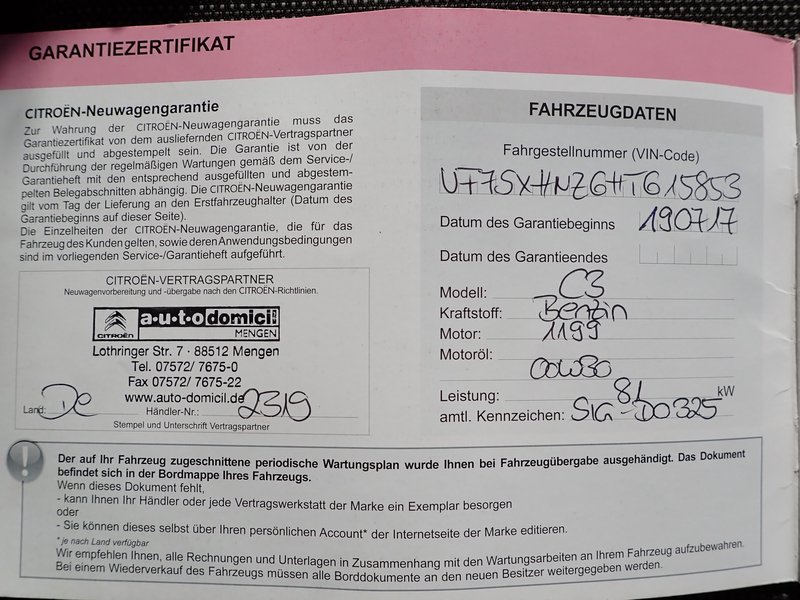 GARANTIEZERTIFIKAT
CITROËN-Neuwagengarantie
Zur Wahrung der CITROËN-Neuwagengarantie muss das
Garantiezertifikat von dem ausliefernden CITROËN-Vertragspartner
ausgefüllt und abgestempelt sein. Die Garantie ist von der
Durchführung der regelmäßigen Wartungen gemäß dem Service-/
Garantieheft mit den entsprechend ausgefüllten und abgestem-
pelten Belegabschnitten abhängig. Die CITROËN-Neuwagengarantie
gilt vom Tag der Lieferung an den Erstfahrzeughalter (Datum des
Garantiebeginns auf dieser Seite).
Die Einzelheiten der CITROËN-Neuwagengarantie, die für das
Fahrzeug des Kunden gelten, sowie deren Anwendungsbedingungen
sind im vorliegenden Service-/Garantieheft aufgeführt.
CITROËN-VERTRAGSPARTNER
Neuwagenvorbereitung und -übergabe nach den CITROËN-Richtlinien.
CITROËN
a·u·t·o domicil
MENGEN
Lothringer Str. 7 · 88512 Mengen
Tel. 07572/ 7675-0
Fax 07572/ 7675-22
www.auto-domicil.de
Land: De Händler-Nr.: 2319
Stempel und Unterschrift Vertragspartner
FAHRZEUGDATEN
Fahrgestellnummer (VIN-Code)
VF7SXHNZGHT615853
Datum des Garantiebeginns 190717
Datum des Garantieendes
Modell: C3
Kraftstoff: Benzin
Motor: 1199
Motoröl: 00W30
Leistung: 81 kW
amtl. Kennzeichen: SIG-DO325
Der auf Ihr Fahrzeug zugeschnittene periodische Wartungsplan wurde Ihnen bei Fahrzeugübergabe ausgehändigt. Das Dokument
befindet sich in der Bordmappe Ihres Fahrzeugs.
Wenn dieses Dokument fehlt,
- kann Ihnen Ihr Händler oder jede Vertragswerkstatt der Marke ein Exemplar besorgen
oder
- Sie können dieses selbst über Ihren persönlichen Account* der Internetseite der Marke editieren.
* je nach Land verfügbar
Wir empfehlen Ihnen, alle Rechnungen und Unterlagen in Zusammenhang mit den Wartungsarbeiten an Ihrem Fahrzeug aufzubewahren.
Bei einem Wiederverkauf des Fahrzeugs müssen alle Borddokumente an den neuen Besitzer weitergegeben werden.